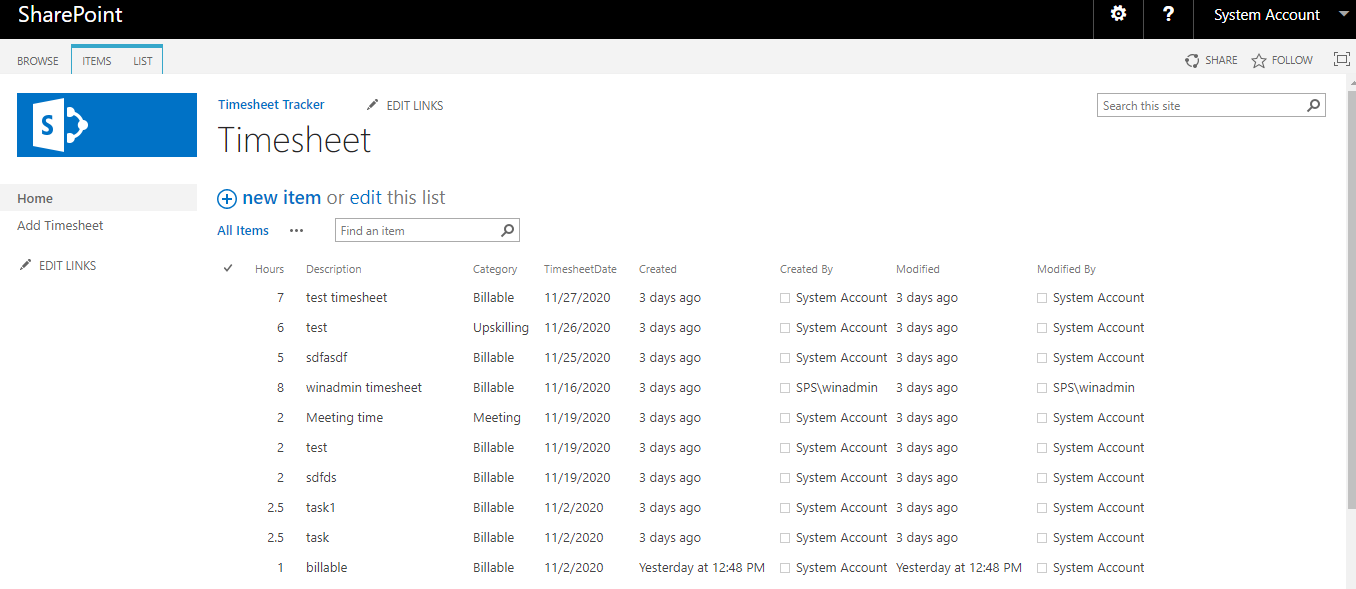 SharePoint
? System Account
BROWSE ITEMS LIST SHARE FOLLOW
S
Timesheet Tracker EDIT LINKS Search this site
Timesheet
Home
Add Timesheet
EDIT LINKS
new item or edit this list
All Items ... Find an item
Hours Description Category TimesheetDate Created Created By Modified Modified By
7 test timesheet Billable 11/27/2020 3 days ago System Account 3 days ago System Account
6 test Upskilling 11/26/2020 3 days ago System Account 3 days ago System Account
5 sdfasdf Billable 11/25/2020 3 days ago System Account 3 days ago System Account
8 winadmin timesheet Billable 11/16/2020 3 days ago SPS\winadmin 3 days ago SPS\winadmin
2 Meeting time Meeting 11/19/2020 3 days ago System Account 3 days ago System Account
2 test Billable 11/19/2020 3 days ago System Account 3 days ago System Account
2 sdfds Billable 11/19/2020 3 days ago System Account 3 days ago System Account
2.5 task1 Billable 11/2/2020 3 days ago System Account 3 days ago System Account
2.5 task Billable 11/2/2020 3 days ago System Account 3 days ago System Account
1 billable Billable 11/2/2020 Yesterday at 12:48 PM System Account Yesterday at 12:48 PM System Account